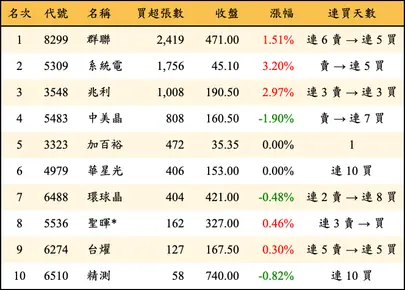 名次 代號 名稱 買超張數 收盤 漲幅 連買天數
1 8299 群聯 2,419 471.00 1.51% 連 6 賣 → 連 5 買
2 5309 系統電 1,756 45.10 3.20% 賣 → 連 5 買
3 3548 兆利 1,008 190.50 2.97% 連 3 賣 → 連 3 買
4 5483 中美晶 808 160.50 -1.90% 賣 → 連 7 買
5 3323 加百裕 472 35.35 0.00% 1
6 4979 華星光 406 153.00 0.00% 連 10 買
7 6488 環球晶 404 421.00 -0.48% 連 2 賣 → 連 8 買
8 5536 聖暉* 162 327.00 0.46% 連 3 賣 → 買
9 6274 台燿 127 167.50 0.30% 連 5 賣 → 連 5 買
10 6510 精測 58 740.00 -0.82% 連 10 買